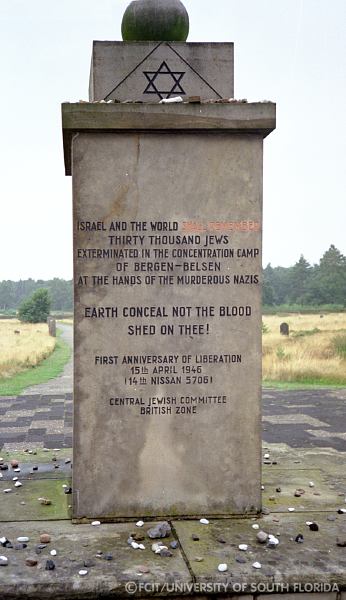 ISRAEL AND THE WORLD SHALL REMEMBER
THIRTY THOUSAND JEWS
EXTERMINATED IN THE CONCENTRATION CAMP
OF BERGEN-BELSEN
AT THE HANDS OF THE MURDEROUS NAZIS
EARTH CONCEAL NOT THE BLOOD
SHED ON THEE!
FIRST ANNIVERSARY OF LIBERATION
15TH APRIL 1946
(14TH NISSAN 5706)
CENTRAL JEWISH COMMITTEE
BRITISH ZONE
©FCIT/UNIVERSITY OF SOUTH FLORIDA